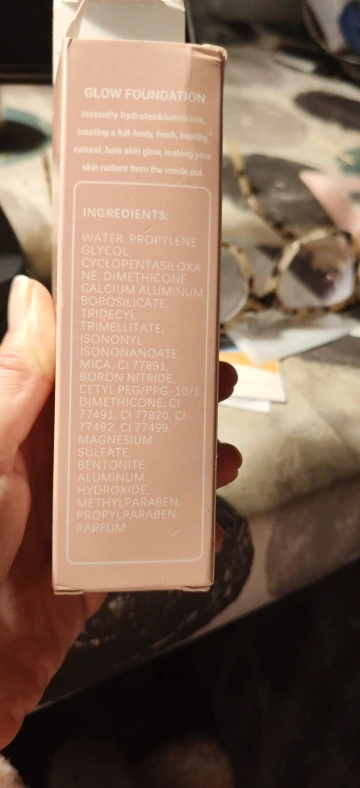 GLOW FOUNDATION
instantly hydrates&luminizese,
creating a full-body, fresh, healthy,
natural, bare skin glow, making your
skin radiant from the inside out.
INGREDIENTS:
WATER, PROPYLENE
GLYCOL,
CYCLOPENTASILOXA
NE, DIMETHICONE,
CALCIUM ALUMINUM
BOROSILICATE,
TRIDECYL
TRIMELLITATE,
ISONONYL
ISONONANOATE,
MICA, CI 77891,
BORON NITRIDE,
CETYL PEG/PPG-10/1
DIMETHICONE, CI
77491, CI 77820, CI
77492, CI 77499,
MAGNESIUM
SULFATE,
BENTONITE,
ALUMINUM
HYDROXIDE,
METHYLPARABEN,
PROPYLPARABEN,
PARFUM